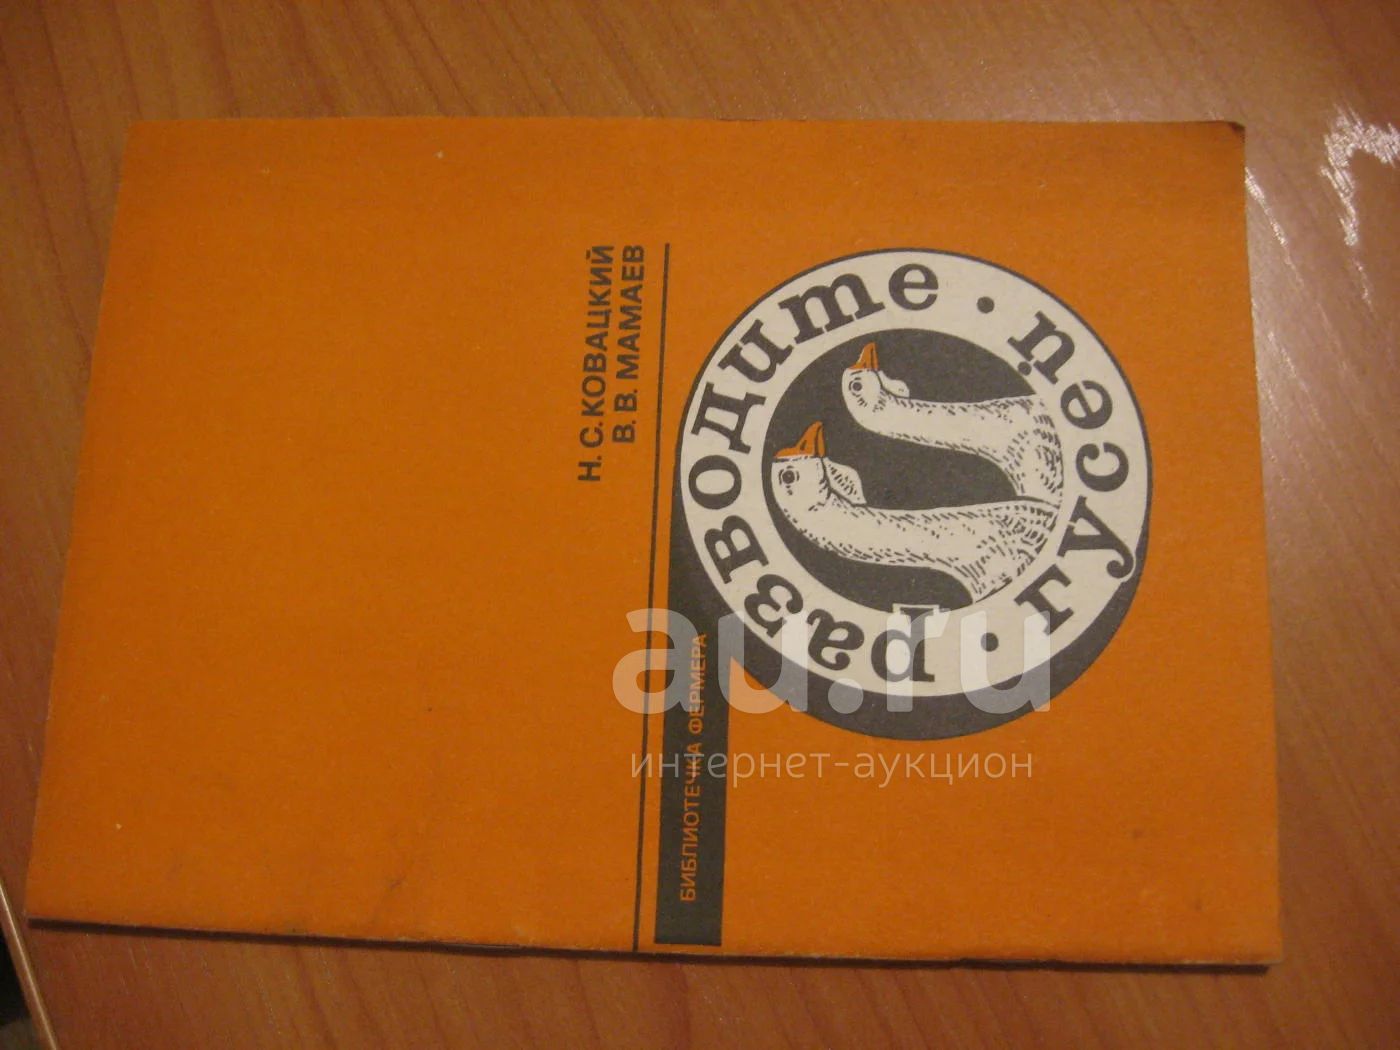 Н. С. КОВАЦКИЙ
В. В. МАМАЕВ
разводите · гусей ·
БИБЛИОТЕЧКА ФЕРМЕРА
au.ru
интернет-аукцион